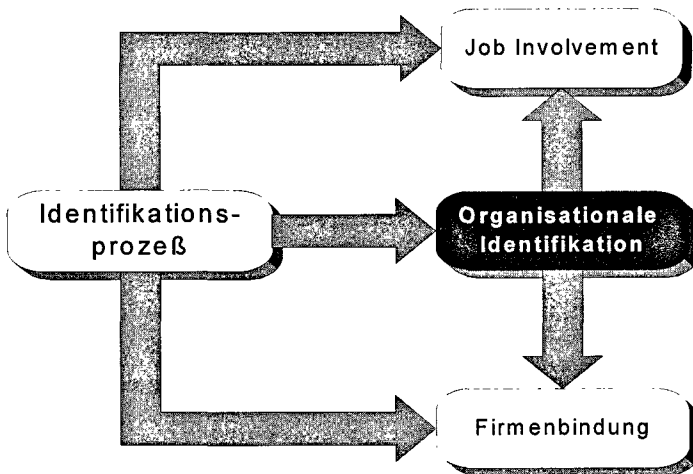 Job Involvement
Identifikations-
prozeß
Organisationale
Identifikation
Firmenbindung